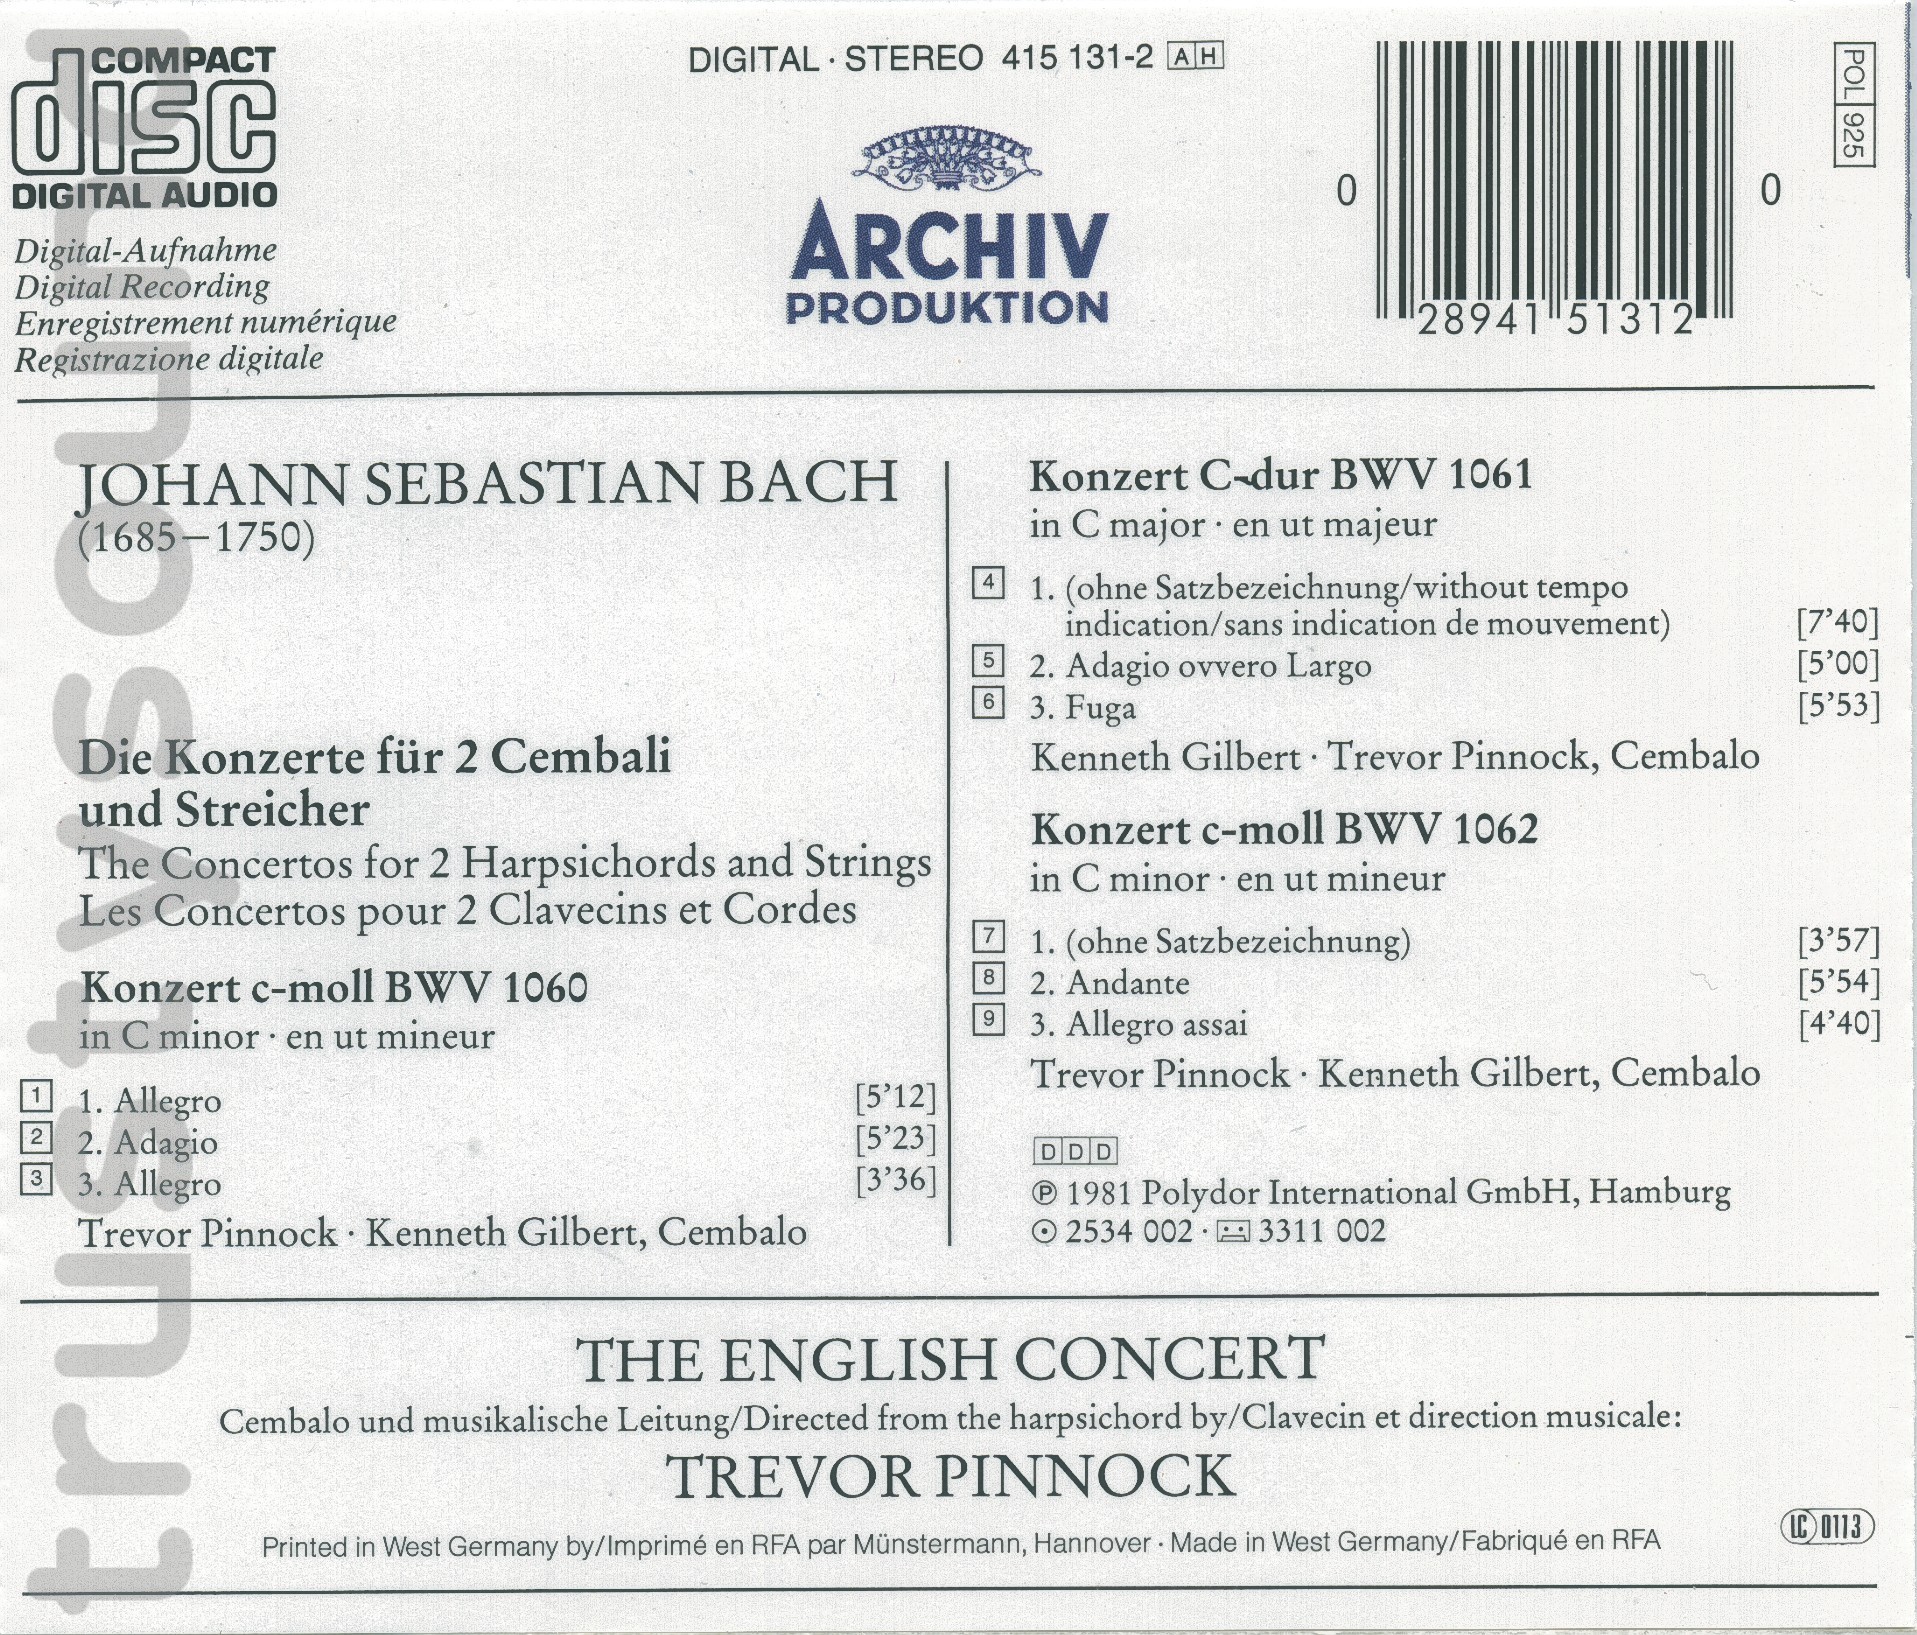 COMPACT
disc
DIGITAL AUDIO
Digital-Aufnahme
Digital Recording
Enregistrement numérique
Registrazione digitale
DIGITAL · STEREO 415 131-2 AH
ARCHIV
PRODUKTION
0 28941 51312 0
POL 925
JOHANN SEBASTIAN BACH
(1685–1750)
Die Konzerte für 2 Cembali
und Streicher
The Concertos for 2 Harpsichords and Strings
Les Concertos pour 2 Clavecins et Cordes
Konzert c-moll BWV 1060
in C minor · en ut mineur
1 1. Allegro [5'12]
2 2. Adagio [5'23]
3 3. Allegro [3'36]
Trevor Pinnock · Kenneth Gilbert, Cembalo
Konzert C-dur BWV 1061
in C major · en ut majeur
4 1. (ohne Satzbezeichnung/without tempo
indication/sans indication de mouvement) [7'40]
5 2. Adagio ovvero Largo [5'00]
6 3. Fuga [5'53]
Kenneth Gilbert · Trevor Pinnock, Cembalo
Konzert c-moll BWV 1062
in C minor · en ut mineur
7 1. (ohne Satzbezeichnung) [3'57]
8 2. Andante [5'54]
9 3. Allegro assai [4'40]
Trevor Pinnock · Kenneth Gilbert, Cembalo
DDD
℗ 1981 Polydor International GmbH, Hamburg
⊙ 2534 002 · 3311 002
THE ENGLISH CONCERT
Cembalo und musikalische Leitung/Directed from the harpsichord by/Clavecin et direction musicale:
TREVOR PINNOCK
Printed in West Germany by/Imprimé en RFA par Münstermann, Hannover · Made in West Germany/Fabriqué en RFA
LC 0113
trustysound